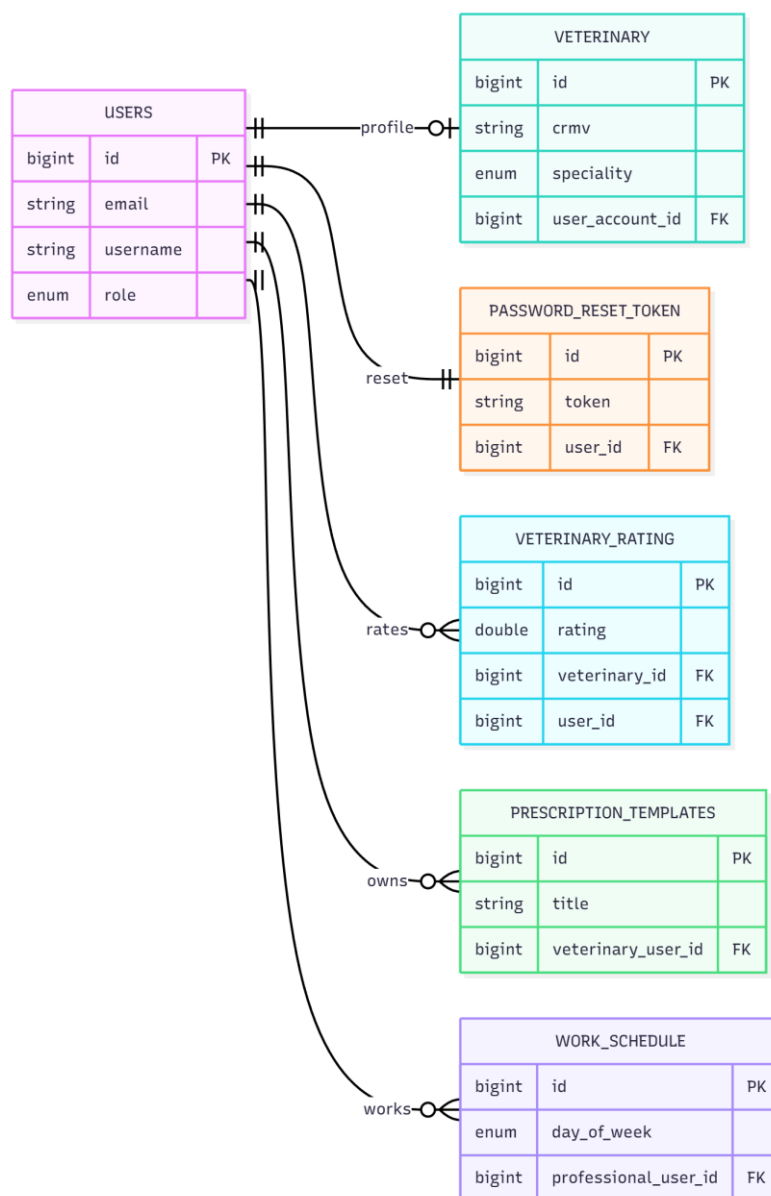 USERS
bigint id PK
string email
string username
enum role
profile
reset
rates
owns
works
VETERINARY
bigint id PK
string crmv
enum speciality
bigint user_account_id FK
PASSWORD_RESET_TOKEN
bigint id PK
string token
bigint user_id FK
VETERINARY_RATING
bigint id PK
double rating
bigint veterinary_id FK
bigint user_id FK
PRESCRIPTION_TEMPLATES
bigint id PK
string title
bigint veterinary_user_id FK
WORK_SCHEDULE
bigint id PK
enum day_of_week
bigint professional_user_id FK